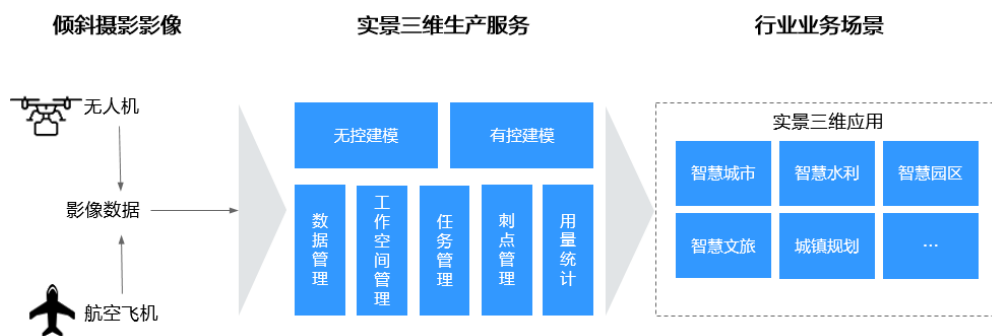 倾斜摄影影像
实景三维生产服务
行业业务场景
无人机
影像数据
航空飞机
无控建模
有控建模
数据管理
工作空间管理
任务管理
刺点管理
用量统计
实景三维应用
智慧城市
智慧水利
智慧园区
智慧文旅
城镇规划
…